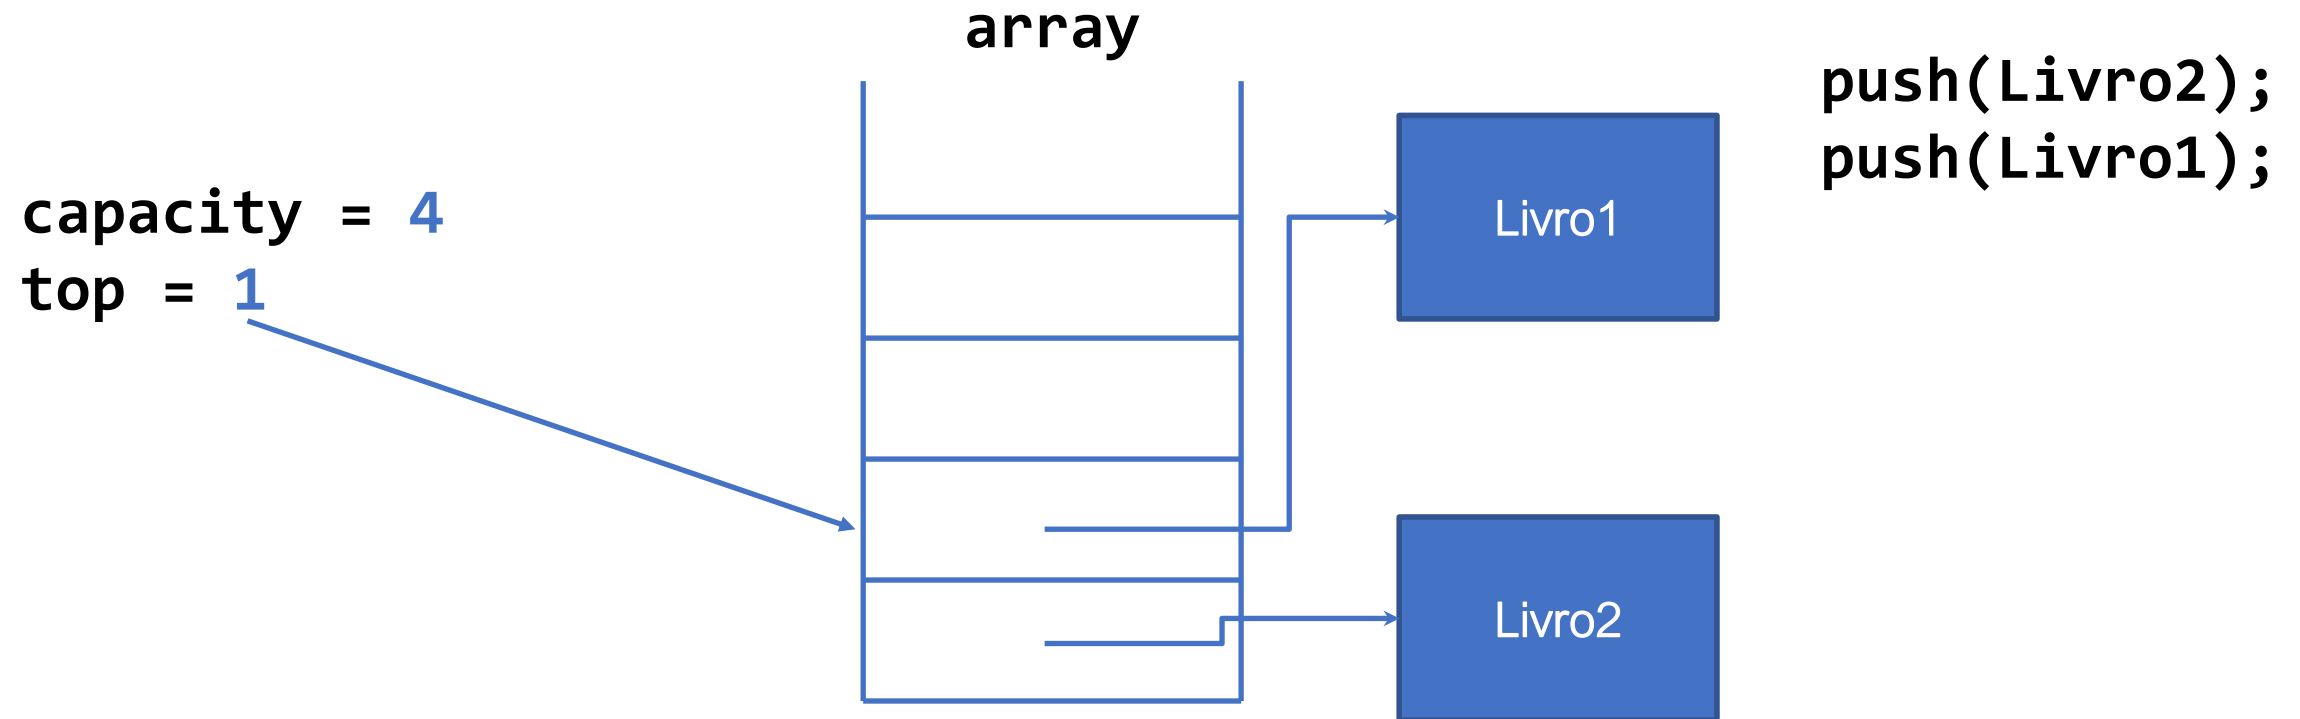 array
push(Livro2);
push(Livro1);
capacity = 4
top = 1
Livro1
Livro2